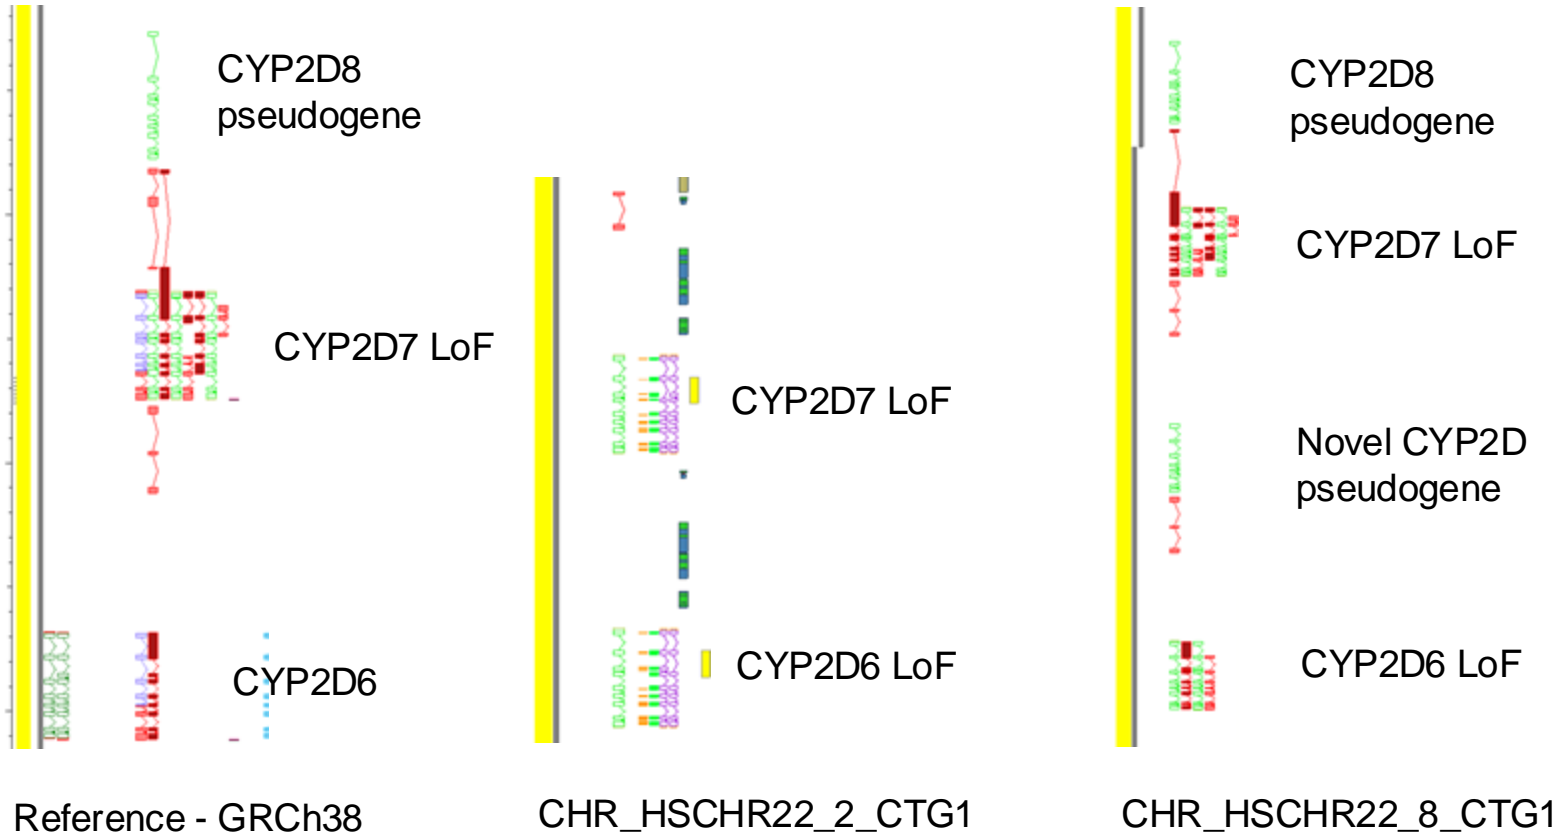 CYP2D8
pseudogene
CYP2D7 LoF
CYP2D6
Reference - GRCh38
CYP2D7 LoF
CYP2D6 LoF
CHR_HSCHR22_2_CTG1
CYP2D8
pseudogene
CYP2D7 LoF
Novel CYP2D
pseudogene
CYP2D6 LoF
CHR_HSCHR22_8_CTG1